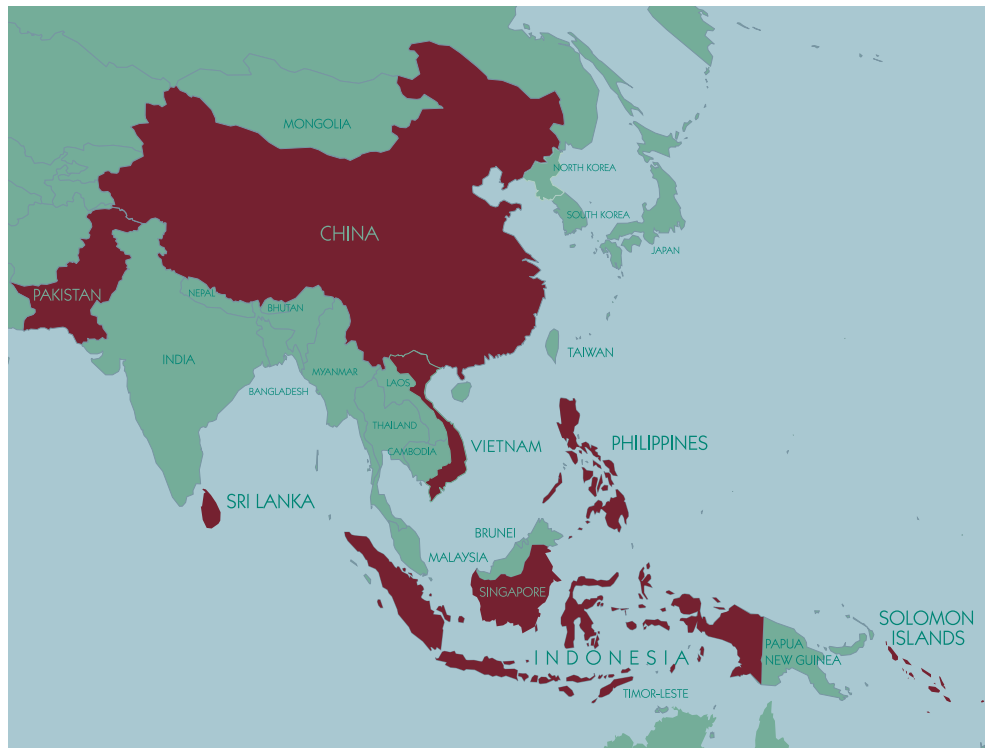 MONGOLIA
NORTH KOREA
SOUTH KOREA
CHINA
JAPAN
PAKISTAN
NEPAL
BHUTAN
INDIA
TAIWAN
MYANMAR
LAOS
BANGLADESH
THAILAND
VIETNAM
PHILIPPINES
CAMBODIA
SRI LANKA
BRUNEI
MALAYSIA
SINGAPORE
SOLOMON
ISLANDS
PAPUA
NEW GUINEA
INDONESIA
TIMOR-LESTE